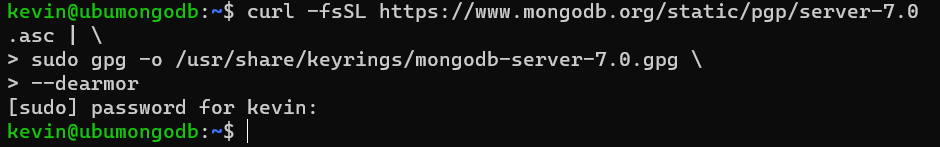 kevin@ubumongodb:~$ curl -fsSL https://www.mongodb.org/static/pgp/server-7.0
.asc | \
> sudo gpg -o /usr/share/keyrings/mongodb-server-7.0.gpg \
> --dearmor
[sudo] password for kevin:
kevin@ubumongodb:~$